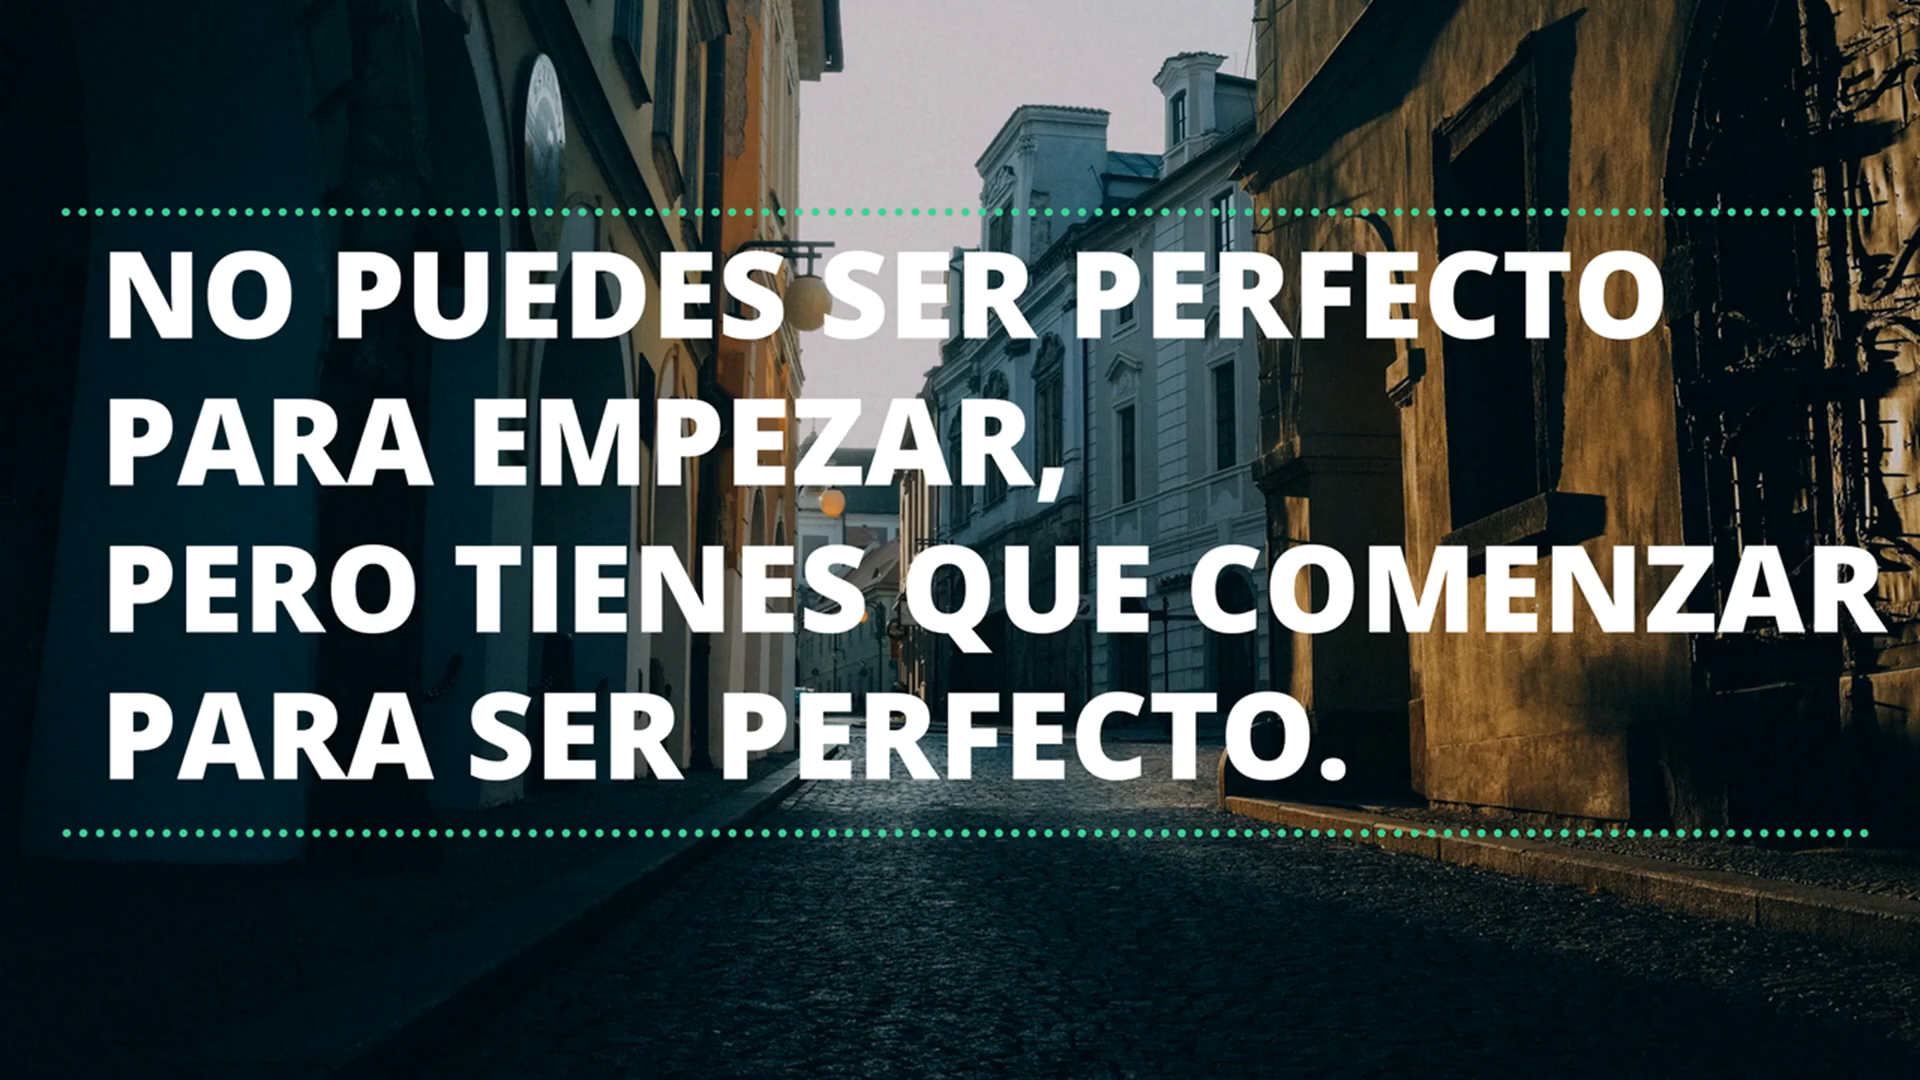 NO PUEDES SER PERFECTO
PARA EMPEZAR,
PERO TIENES QUE COMENZAR
PARA SER PERFECTO.